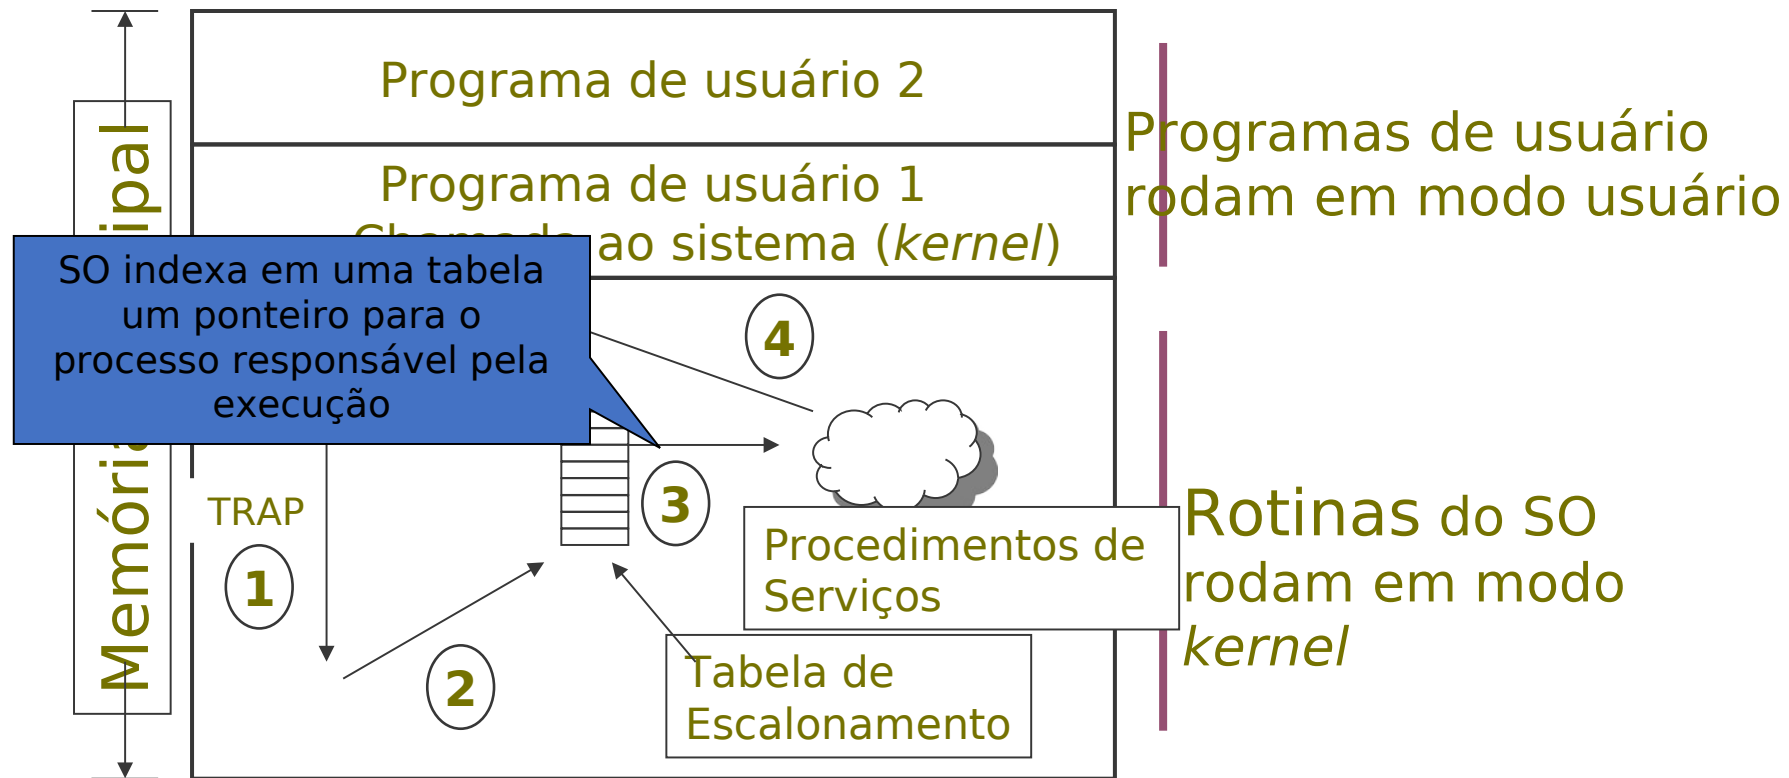 Programa de usuário 2
Programa de usuário 1
ao sistema (kernel)
Programas de usuário
rodam em modo usuário
SO indexa em uma tabela
um ponteiro para o
processo responsável pela
execução
4
TRAP
3
1
2
Procedimentos de
Serviços
Tabela de
Escalonamento
Rotinas do SO
rodam em modo
kernel